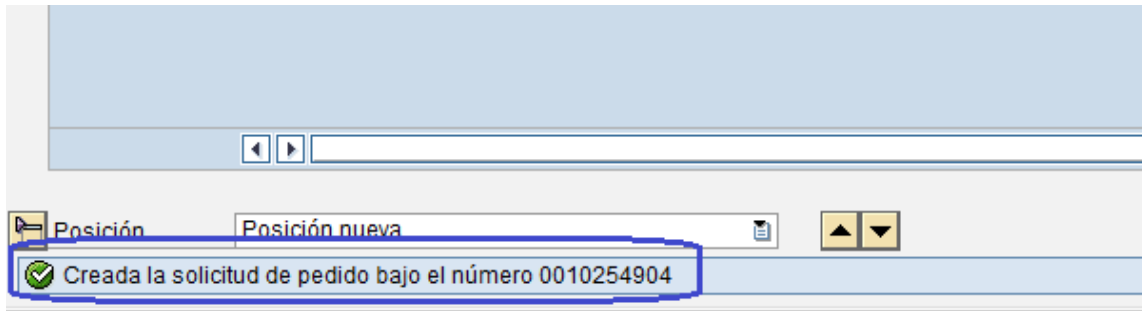 Posición Posición nueva
Creada la solicitud de pedido bajo el número 0010254904